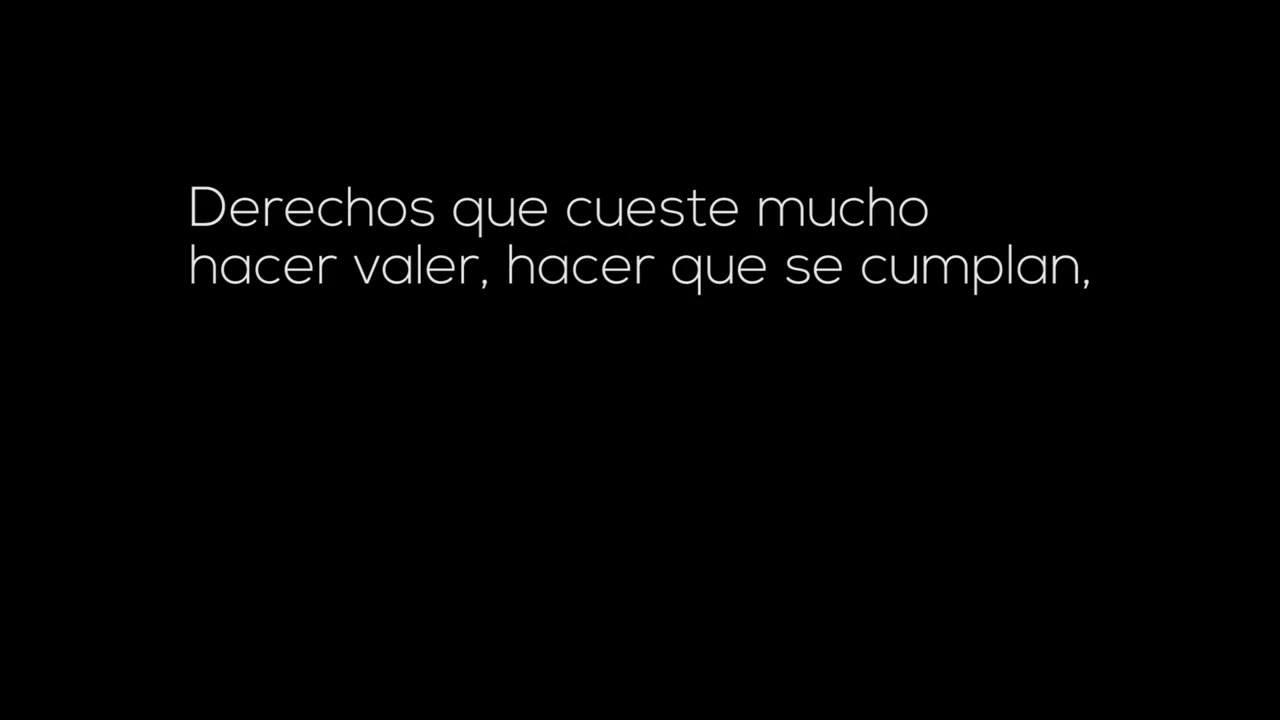 Derechos que cueste mucho
hacer valer, hacer que se cumplan,